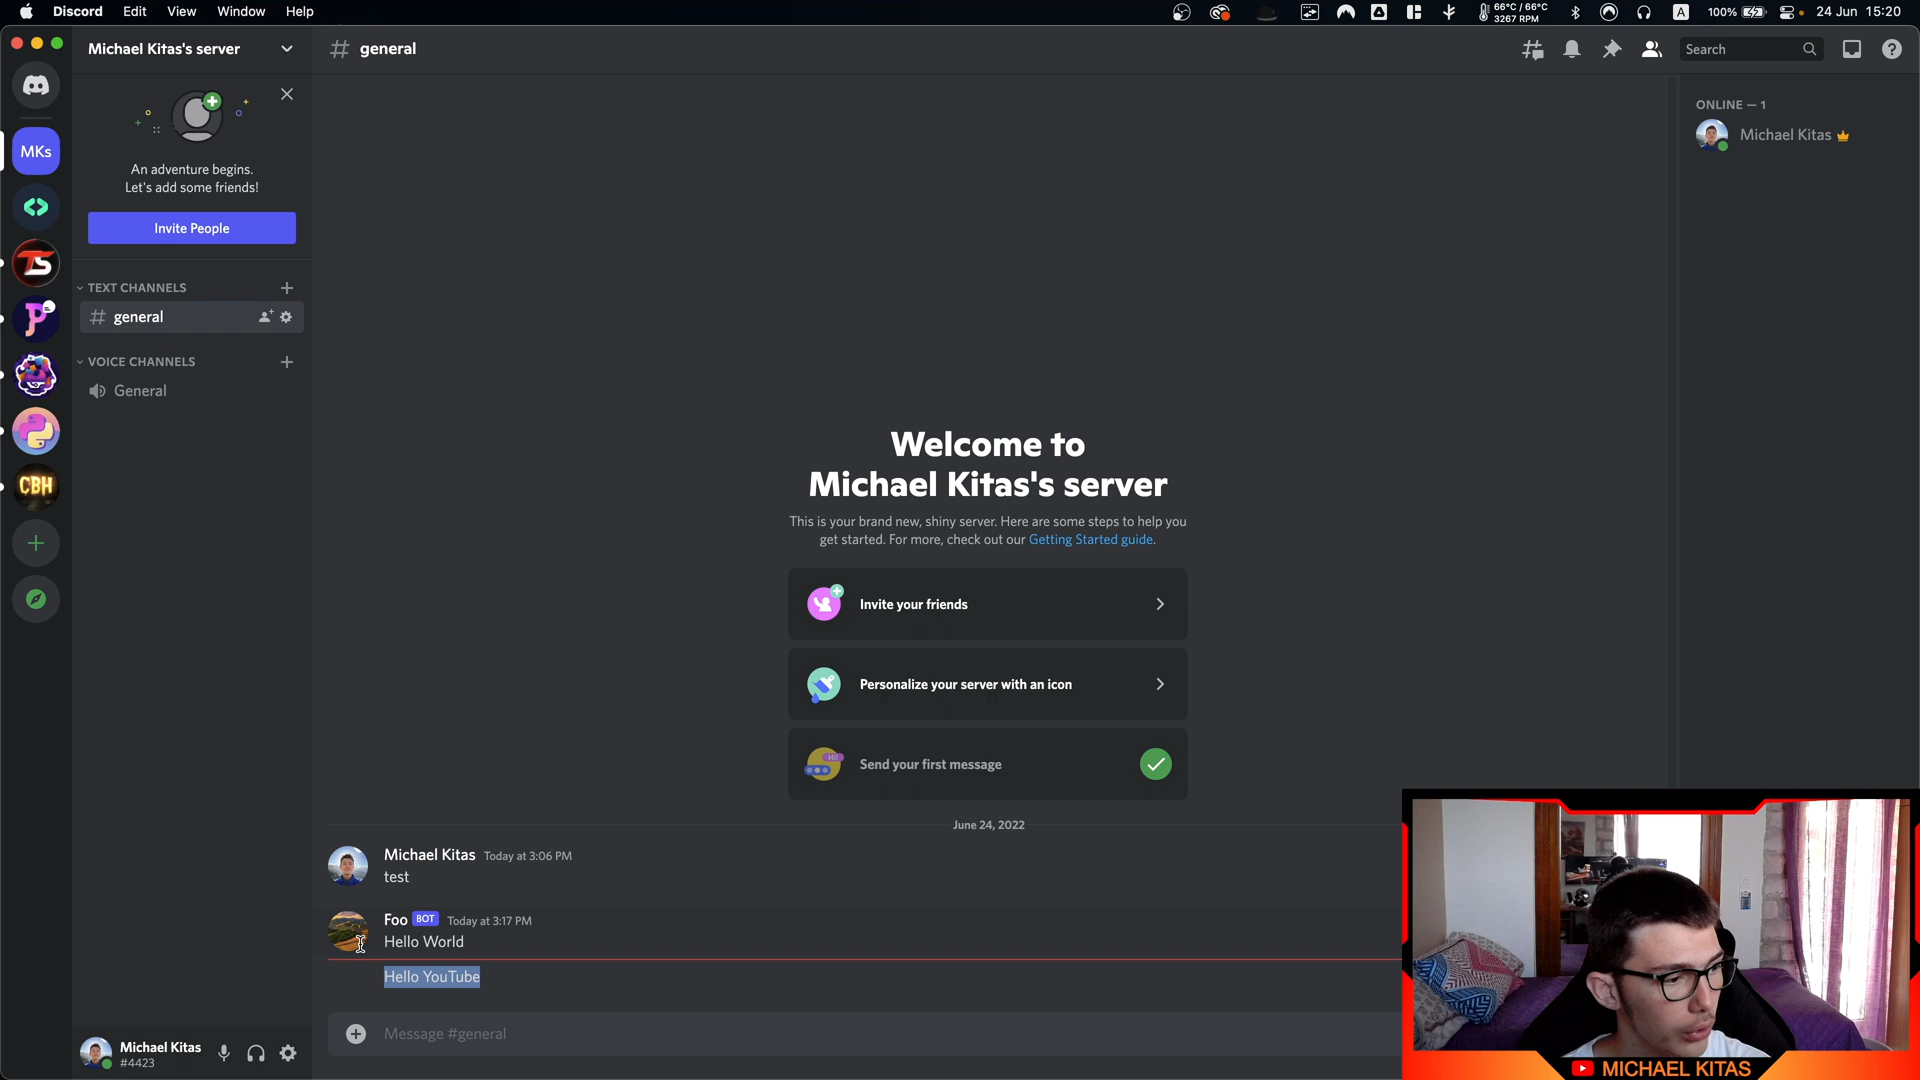 Discord Edit View Window Help
66°C / 66°C
3267 RPM
A
100%
24 Jun 15:20
Michael Kitas's server
general
Search
MKs
An adventure begins.
Let's add some friends!
Invite People
TEXT CHANNELS
general
VOICE CHANNELS
General
TS
P
CBH
ONLINE — 1
Michael Kitas
Welcome to
Michael Kitas's server
This is your brand new, shiny server. Here are some steps to help you
get started. For more, check out our Getting Started guide.
Invite your friends
Personalize your server with an icon
Hi!
Send your first message
June 24, 2022
Michael Kitas Today at 3:06 PM
test
Foo BOT Today at 3:17 PM
Hello World
Hello YouTube
Message #general
Michael Kitas
#4423
MICHAEL KITAS